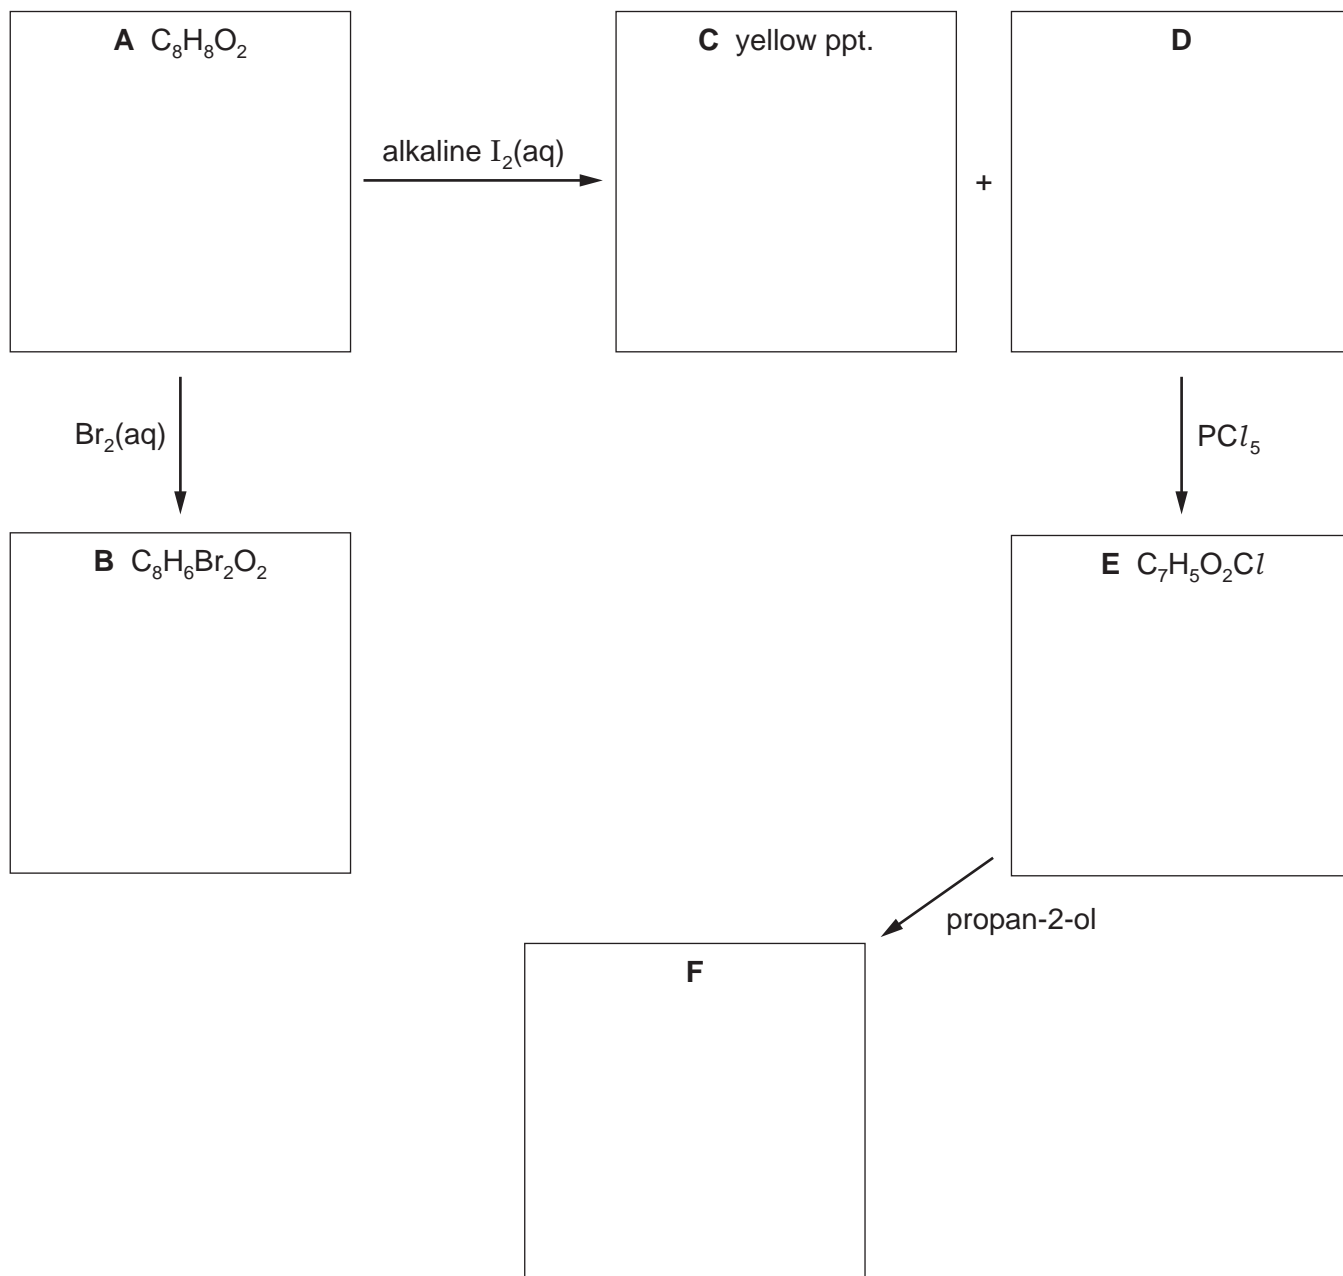 A C₈H₈O₂
C yellow ppt.
D
alkaline I₂(aq)
+
Br₂(aq)
PCl₅
B C₈H₆Br₂O₂
E C₇H₅O₂Cl
propan-2-ol
F